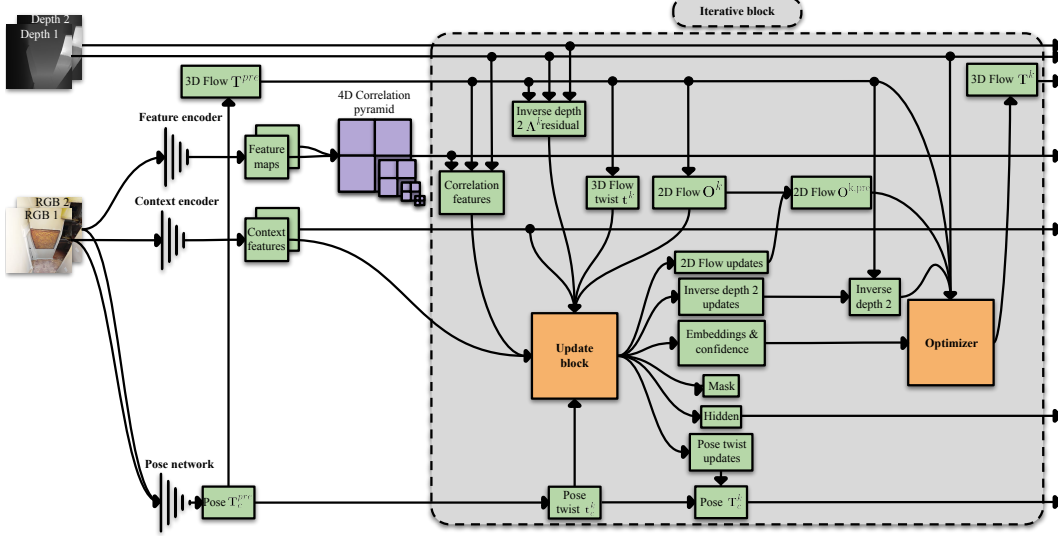 Iterative block
Depth 2
Depth 1
3D Flow T^{pre}
3D Flow T^k
4D Correlation
pyramid
Feature encoder
Inverse depth
2 Λ^k residual
Feature
maps
Correlation
features
3D Flow
twist t^k
2D Flow O^k
2D Flow O^{k,pre}
RGB 2
RGB 1
Context encoder
Context
features
2D Flow updates
Inverse depth 2
updates
Inverse
depth 2
Embeddings &
confidence
Update
block
Optimizer
Mask
Hidden
Pose twist
updates
Pose network
Pose T_c^{pre}
Pose
twist t_c^k
Pose T_c^k